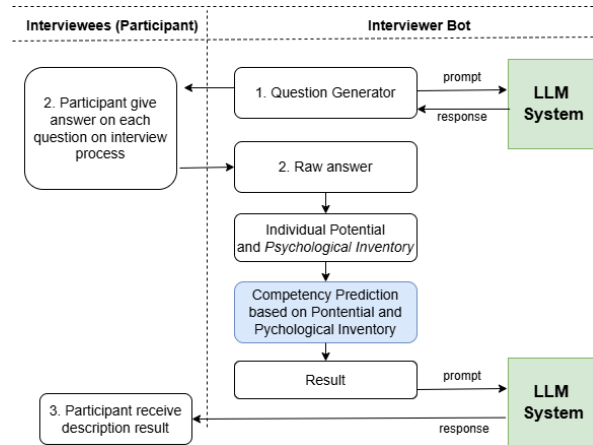 Interviewees (Participant)
Interviewer Bot
1. Question Generator
prompt
response
LLM
System
2. Participant give
answer on each
question on interview
process
2. Raw answer
Individual Potential
and Psychological Inventory
Competency Prediction
based on Pontential and
Pychological Inventory
Result
prompt
response
LLM
System
3. Participant receive
description result